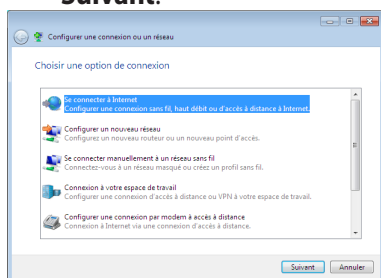 Suivant.
Configurer une connexion ou un réseau
Choisir une option de connexion
Se connecter à Internet
Configurer une connexion sans fil, haut débit ou d'accès à distance à Internet.
Configurer un nouveau réseau
Configurez un nouveau routeur ou un nouveau point d'accès.
Se connecter manuellement à un réseau sans fil
Connectez-vous à un réseau masqué ou créez un profil sans fil.
Connexion à votre espace de travail
Configurer une connexion d'accès à distance ou VPN à votre espace de travail.
Configurer une connexion par modem à accès à distance
Connexion à Internet via une connexion d'accès à distance.
Suivant
Annuler